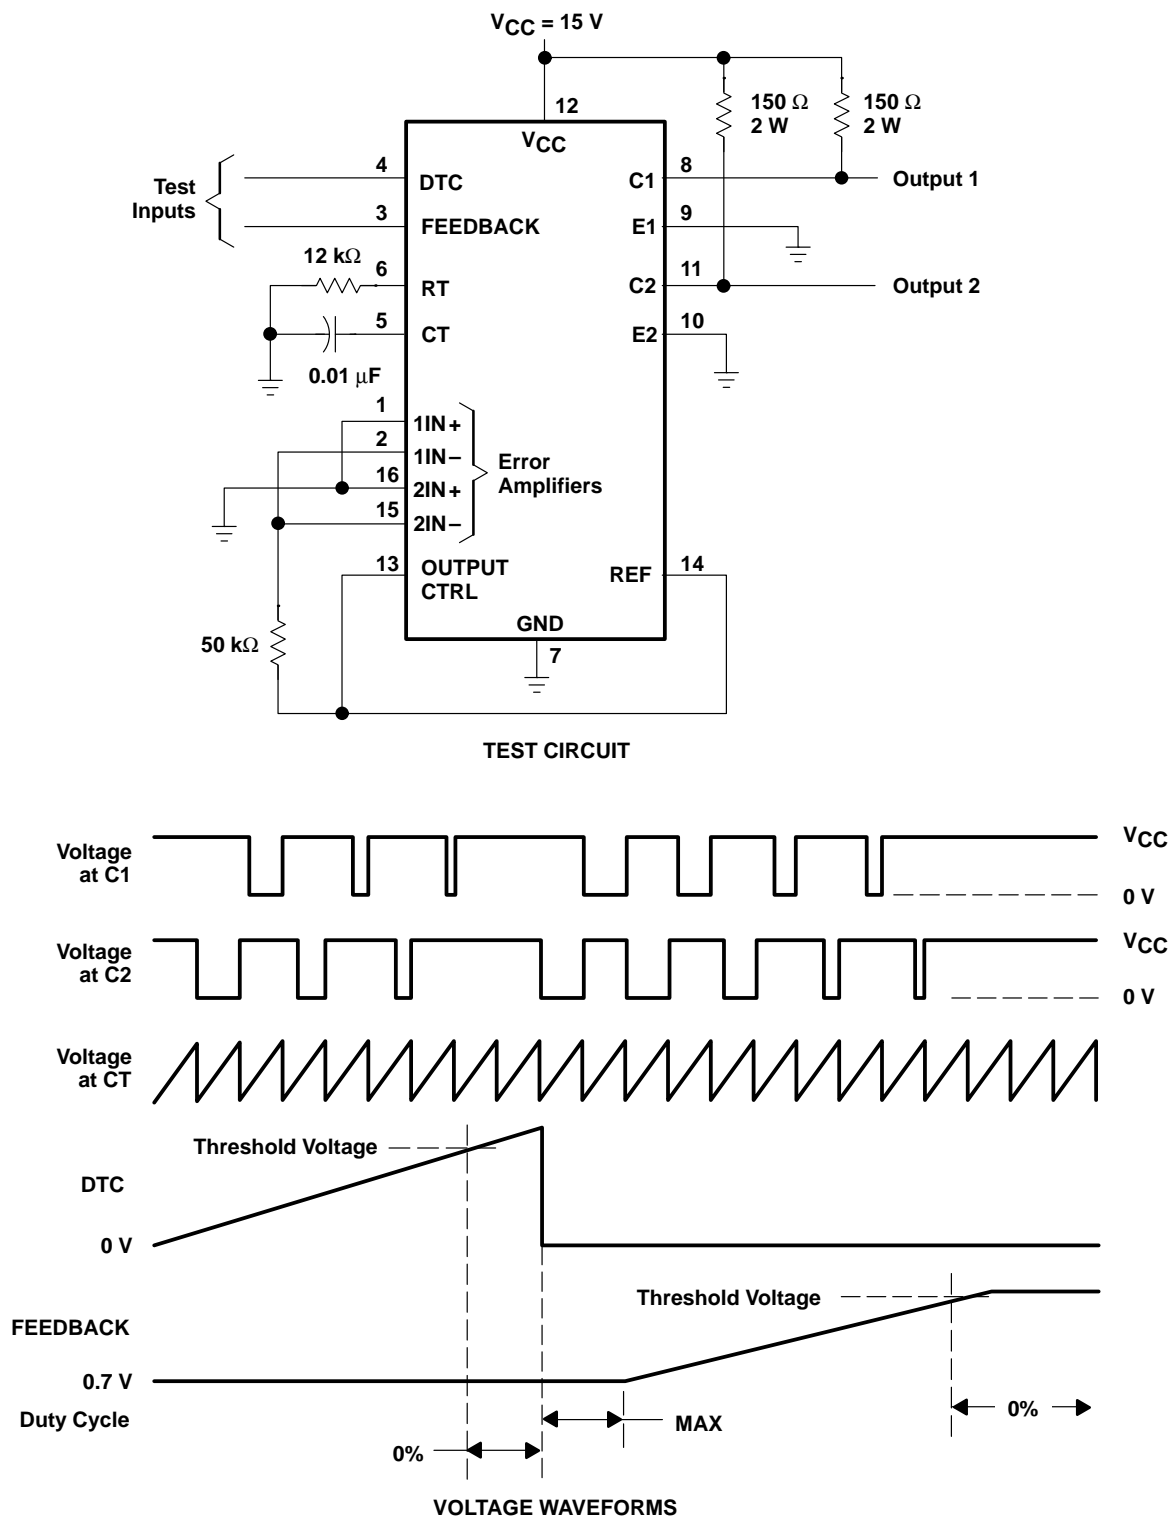 VCC = 15 V
12
VCC
150 Ω
2 W
150 Ω
2 W
Test
Inputs
4
DTC
3
FEEDBACK
12 kΩ
6
RT
5
CT
0.01 μF
C1
8
Output 1
E1
9
C2
11
Output 2
E2
10
1
1IN+
2
1IN−
16
2IN+
15
2IN−
Error
Amplifiers
13
OUTPUT
CTRL
REF
14
GND
7
50 kΩ
TEST CIRCUIT
Voltage
at C1
VCC
0 V
Voltage
at C2
VCC
0 V
Voltage
at CT
Threshold Voltage
DTC
0 V
Threshold Voltage
FEEDBACK
0.7 V
Duty Cycle
MAX
0%
0%
VOLTAGE WAVEFORMS